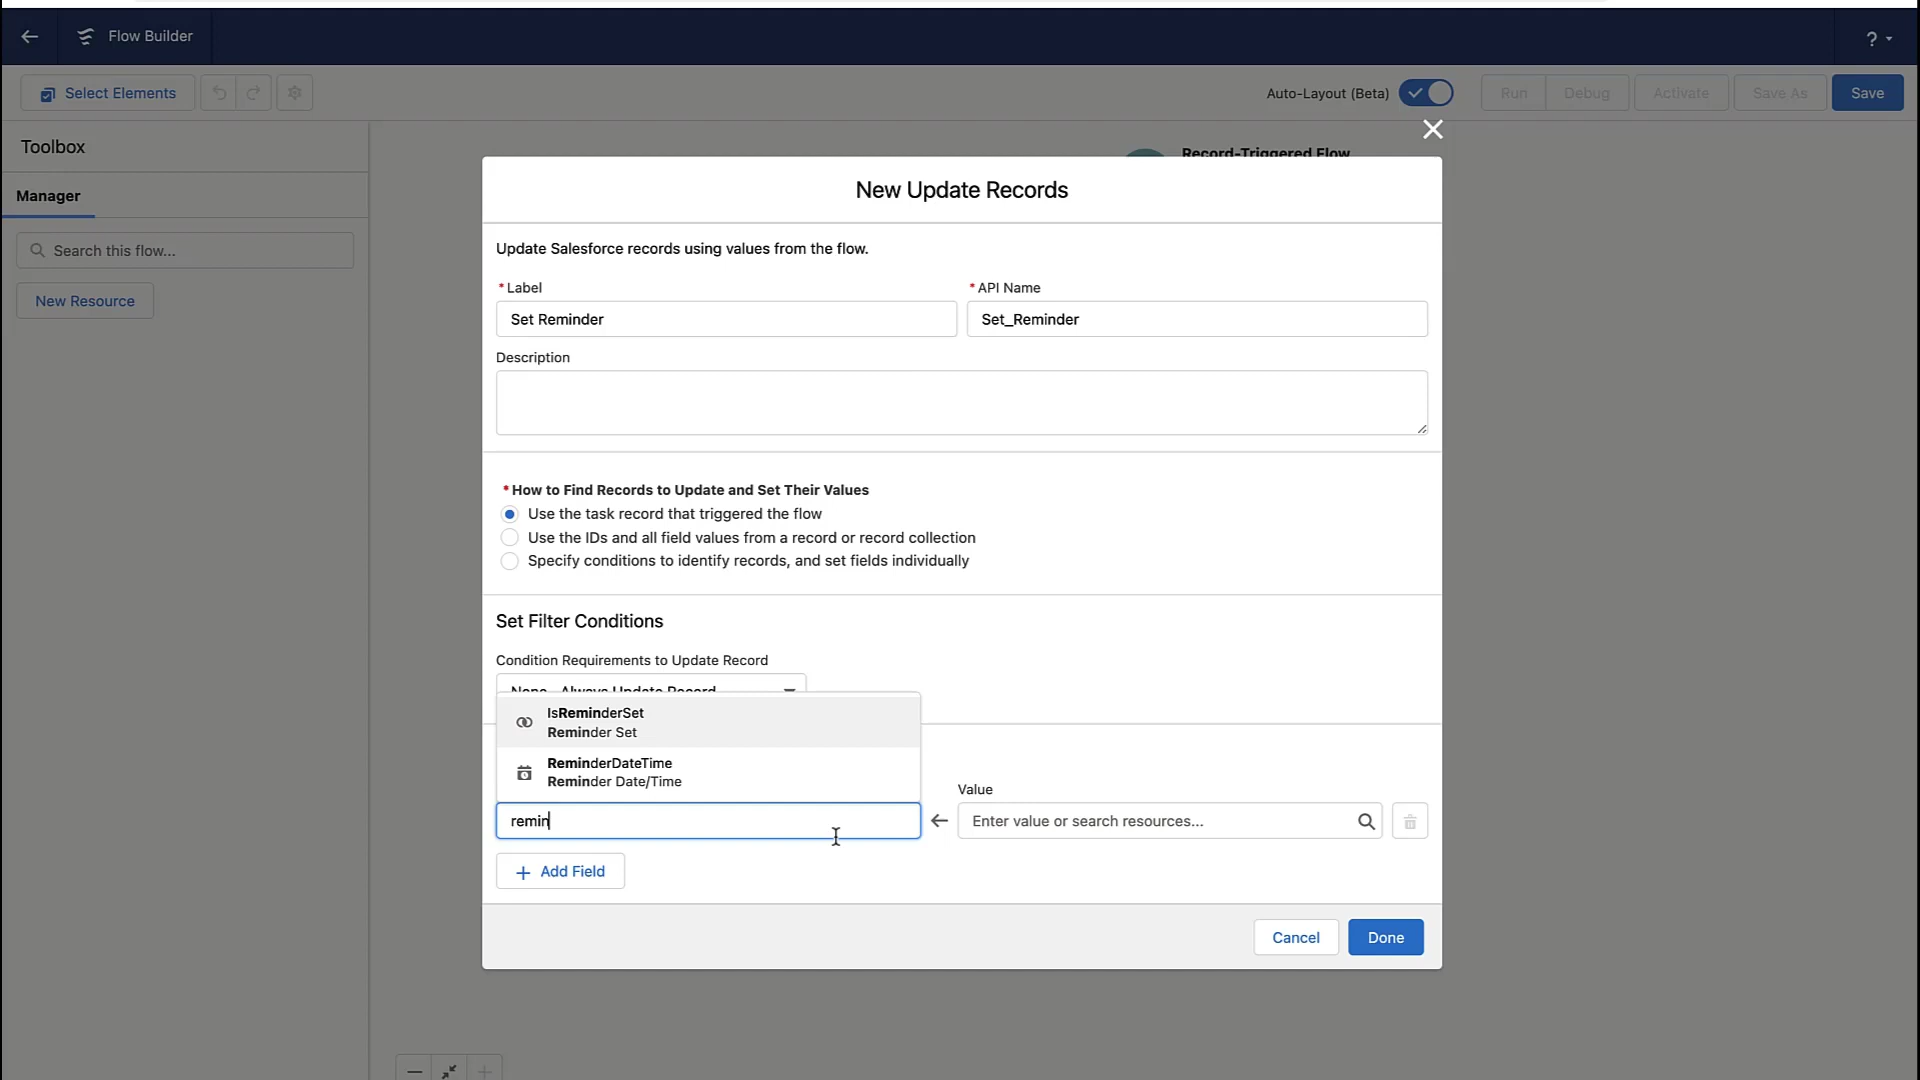 Flow Builder
?
Select Elements
Auto-Layout (Beta)
Run
Debug
Activate
Save As
Save
Toolbox
Record-Triggered Flow
Manager
New Update Records
Search this flow...
Update Salesforce records using values from the flow.
New Resource
* Label
* API Name
Set Reminder
Set_Reminder
Description
* How to Find Records to Update and Set Their Values
Use the task record that triggered the flow
Use the IDs and all field values from a record or record collection
Specify conditions to identify records, and set fields individually
Set Filter Conditions
Condition Requirements to Update Record
None—Always Update Record
IsReminderSet
Reminder Set
ReminderDateTime
Reminder Date/Time
Value
remin
Enter value or search resources...
+ Add Field
Cancel
Done